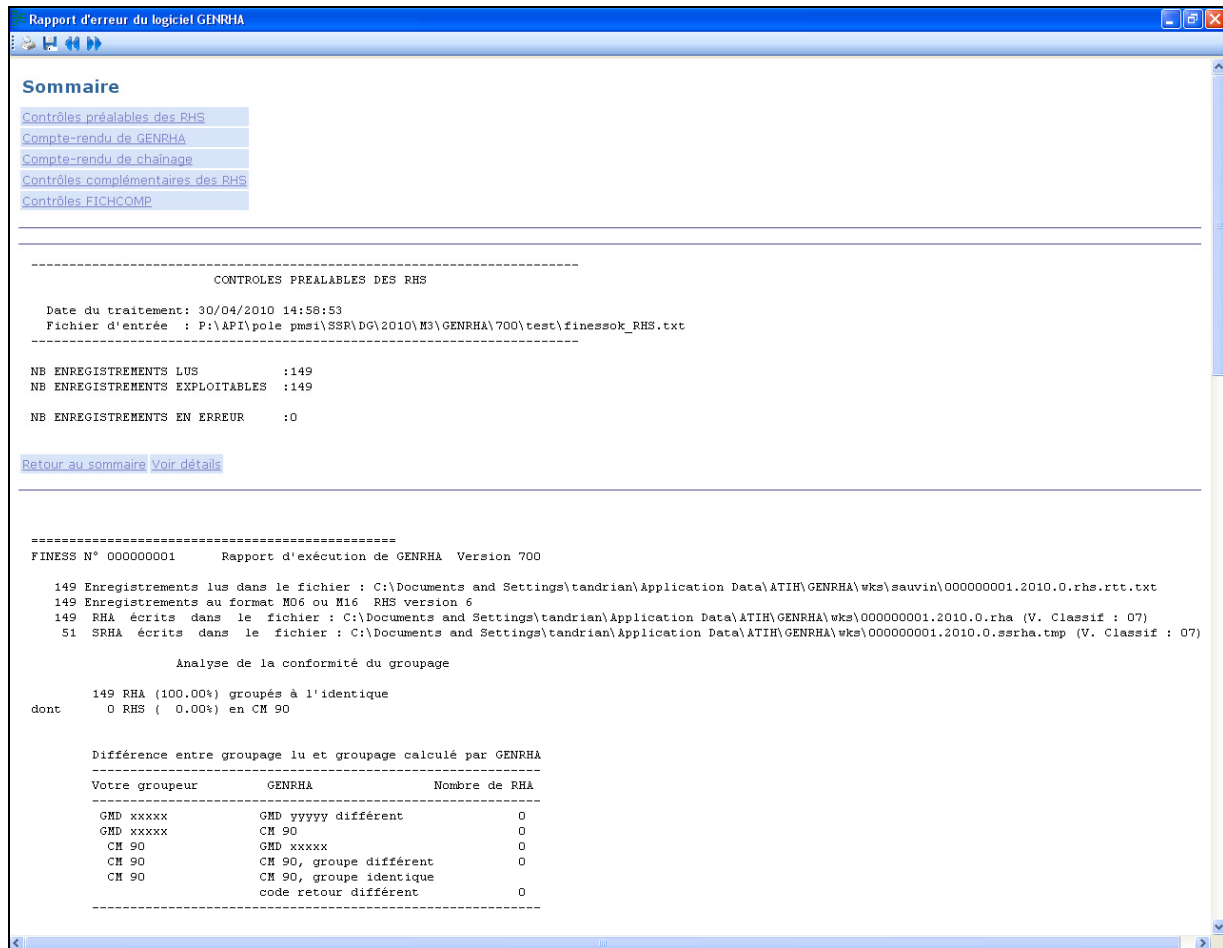 Rapport d'erreur du logiciel GENRHA
Sommaire
Contrôles préalables des RHS
Compte-rendu de GENRHA
Compte-rendu de chaînage
Contrôles complémentaires des RHS
Contrôles FICHCOMP
------------------------------------------------------------------------
CONTROLES PREALABLES DES RHS
Date du traitement: 30/04/2010 14:58:53
Fichier d'entrée : P:\API\pole pmsi\SSR\DG\2010\M3\GENRHA\700\test\finessok_RHS.txt
------------------------------------------------------------------------
NB ENREGISTREMENTS LUS :149
NB ENREGISTREMENTS EXPLOITABLES :149
NB ENREGISTREMENTS EN ERREUR :0
Retour au sommaire Voir détails
================================================
FINESS N° 000000001 Rapport d'exécution de GENRHA Version 700
149 Enregistrements lus dans le fichier : C:\Documents and Settings\tandrian\Application Data\ATIH\GENRHA\wks\sauvin\000000001.2010.0.rhs.rtt.txt
149 Enregistrements au format M06 ou M16 RHS version 6
149 RHA écrits dans le fichier : C:\Documents and Settings\tandrian\Application Data\ATIH\GENRHA\wks\000000001.2010.0.rha (V. Classif : 07)
51 SRHA écrits dans le fichier : C:\Documents and Settings\tandrian\Application Data\ATIH\GENRHA\wks\000000001.2010.0.ssrha.tmp (V. Classif : 07)
Analyse de la conformité du groupage
149 RHA (100.00%) groupés à l'identique
dont 0 RHS ( 0.00%) en CM 90
Différence entre groupage lu et groupage calculé par GENRHA
-----------------------------------------------------------
Votre groupeur GENRHA Nombre de RHA
-----------------------------------------------------------
GMD xxxxx GMD yyyyy différent 0
GMD xxxxx CM 90 0
CM 90 GMD xxxxx 0
CM 90 CM 90, groupe différent 0
CM 90 CM 90, groupe identique
code retour différent 0
-----------------------------------------------------------